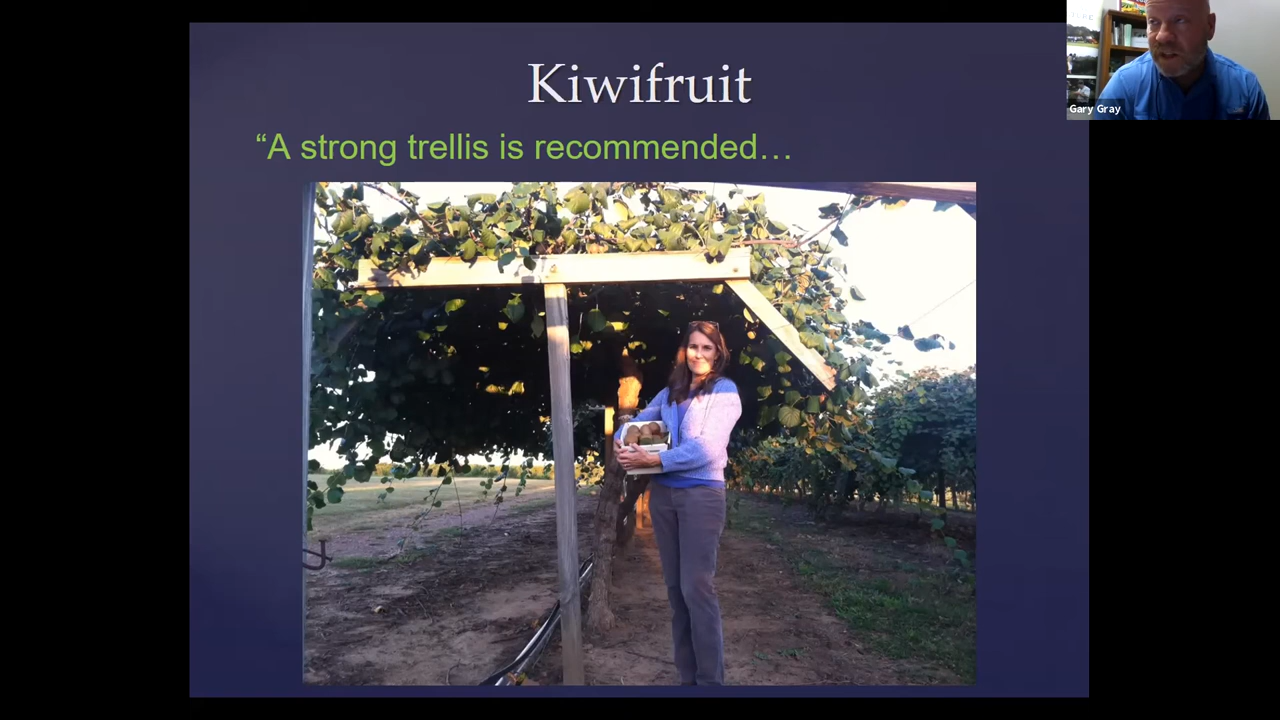 Kiwifruit
“A strong trellis is recommended…
Gary Gray